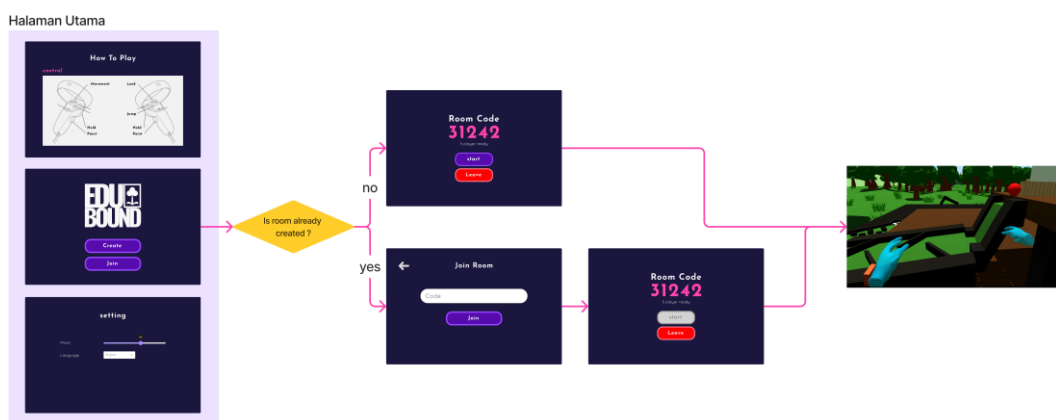 Halaman Utama
How To Play
control
Movement
Look
Jump
Hold
Hold
Point
Point
EDU
BOUND
Create
Join
setting
Music
Language
Is room already
created ?
no
yes
Room Code
31242
start
Leave
Join Room
Code
Join
Room Code
31242
start
Leave